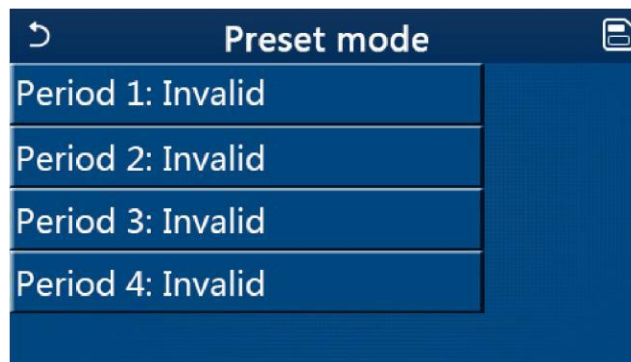 Preset mode
Period 1: Invalid
Period 2: Invalid
Period 3: Invalid
Period 4: Invalid